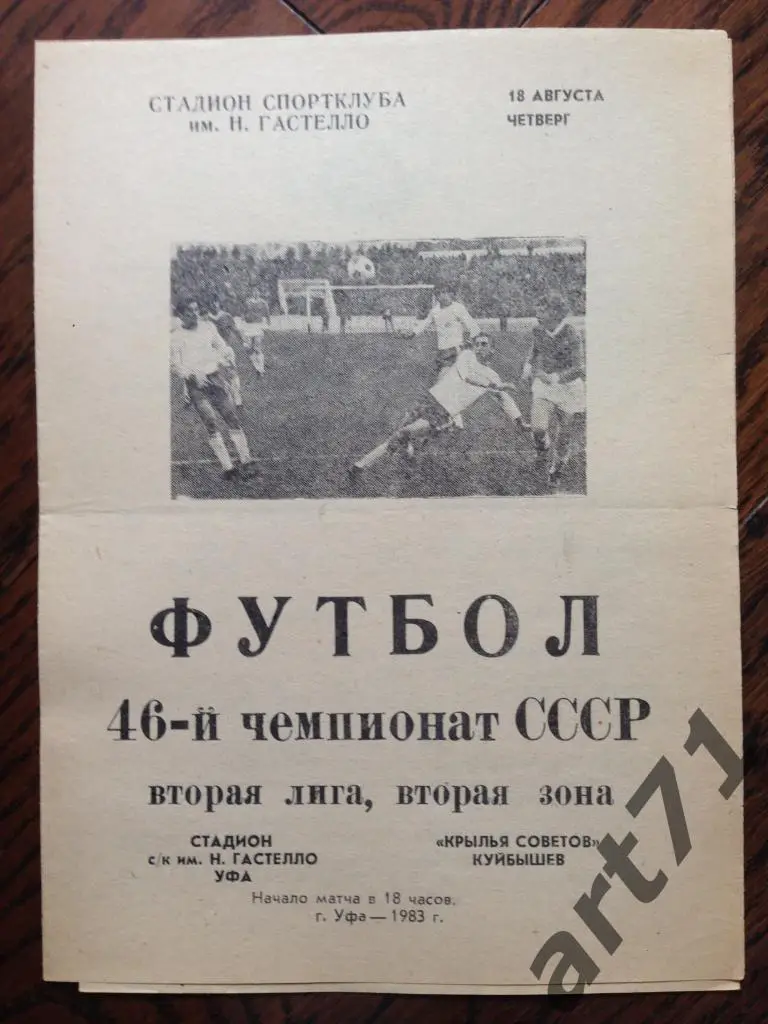 СТАДИОН СПОРТКЛУБА
им. Н. ГАСТЕЛЛО
18 АВГУСТА
ЧЕТВЕРГ
ФУТБОЛ
46-й чемпионат СССР
вторая лига, вторая зона
СТАДИОН
с/к им. Н. ГАСТЕЛЛО
УФА
«КРЫЛЬЯ СОВЕТОВ»
КУЙБЫШЕВ
Начало матча в 18 часов.
г. Уфа — 1983 г.
art71